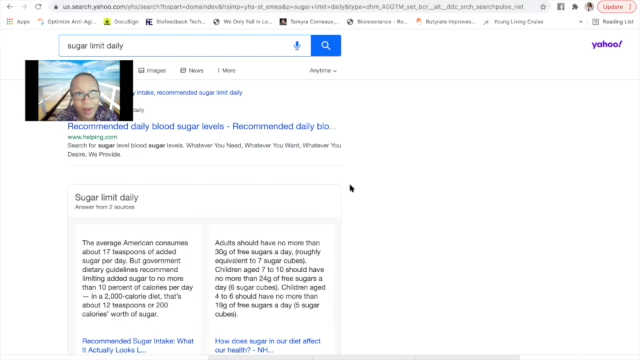 us.search.yahoo.com/yhs/search?hspart=domaindev&hsimp=yhs-st_emea&p=sugar+limit+daily&type=dhm_A0GTM_set_bcr__alt__ddc_srch_searchpulse_net
Update
Optimize Anti-Agi...
DocuSign
Biofeedback Tech...
We Only Fall in Lo...
Tamyra Comeaux,...
Bioresonance - Re...
Butyrate Improves...
Young Living Course
Reading List
sugar limit daily
yahoo!
Images
News
More
Anytime
intake, recommended sugar limit daily
Recommended daily blood sugar levels - Recommended daily blo...
www.helping.com
Search for sugar level blood sugar levels. Whatever You Need, Whatever You Want, Whatever You
Desire, We Provide.
Sugar limit daily
Answer from 2 sources
The average American consumes
about 17 teaspoons of added
sugar per day. But government
dietary guidelines recommend
limiting added sugar to no more
than 10 percent of calories per day
— in a 2,000-calorie diet, that's
about 12 teaspoons or 200
calories' worth of sugar.
Recommended Sugar Intake: What
It Actually Looks L...
Adults should have no more than
30g of free sugars a day, (roughly
equivalent to 7 sugar cubes).
Children aged 7 to 10 should have
no more than 24g of free sugars a
day (6 sugar cubes). Children aged
4 to 6 should have no more than
19g of free sugars a day (5 sugar
cubes).
How does sugar in our diet affect
our health? - NH...